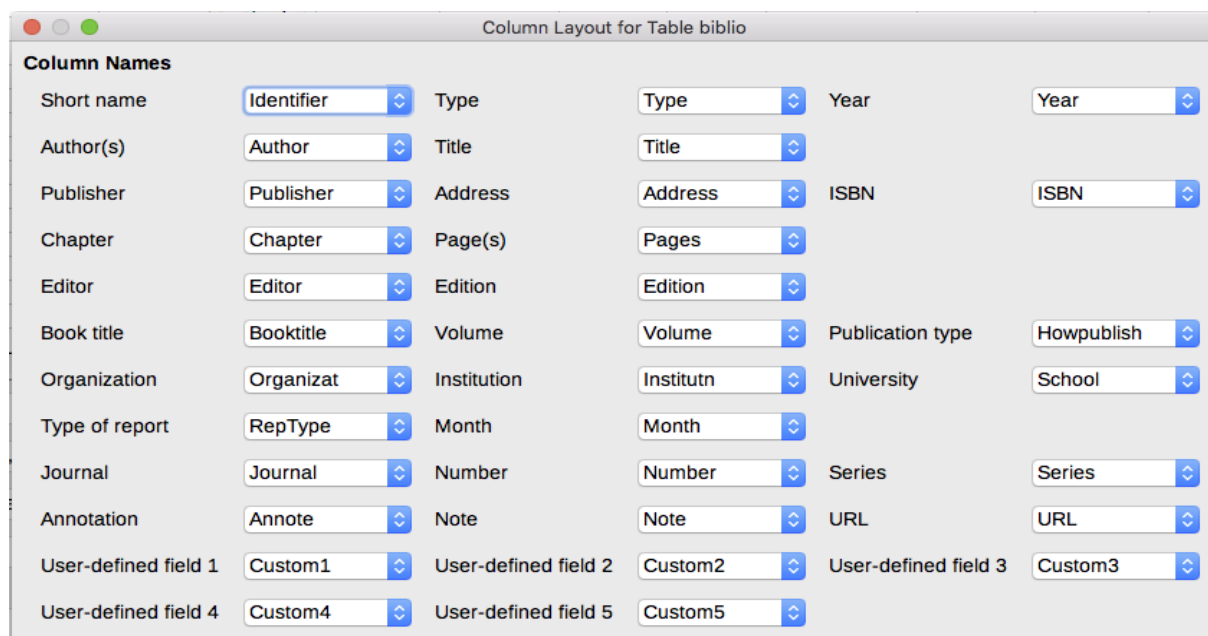 Column Layout for Table biblio
Column Names
Short name Identifier Type Type Year Year
Author(s) Author Title Title
Publisher Publisher Address Address ISBN ISBN
Chapter Chapter Page(s) Pages
Editor Editor Edition Edition
Book title Booktitle Volume Volume Publication type Howpublish
Organization Organizat Institution Institutn University School
Type of report RepType Month Month
Journal Journal Number Number Series Series
Annotation Annote Note Note URL URL
User-defined field 1 Custom1 User-defined field 2 Custom2 User-defined field 3 Custom3
User-defined field 4 Custom4 User-defined field 5 Custom5